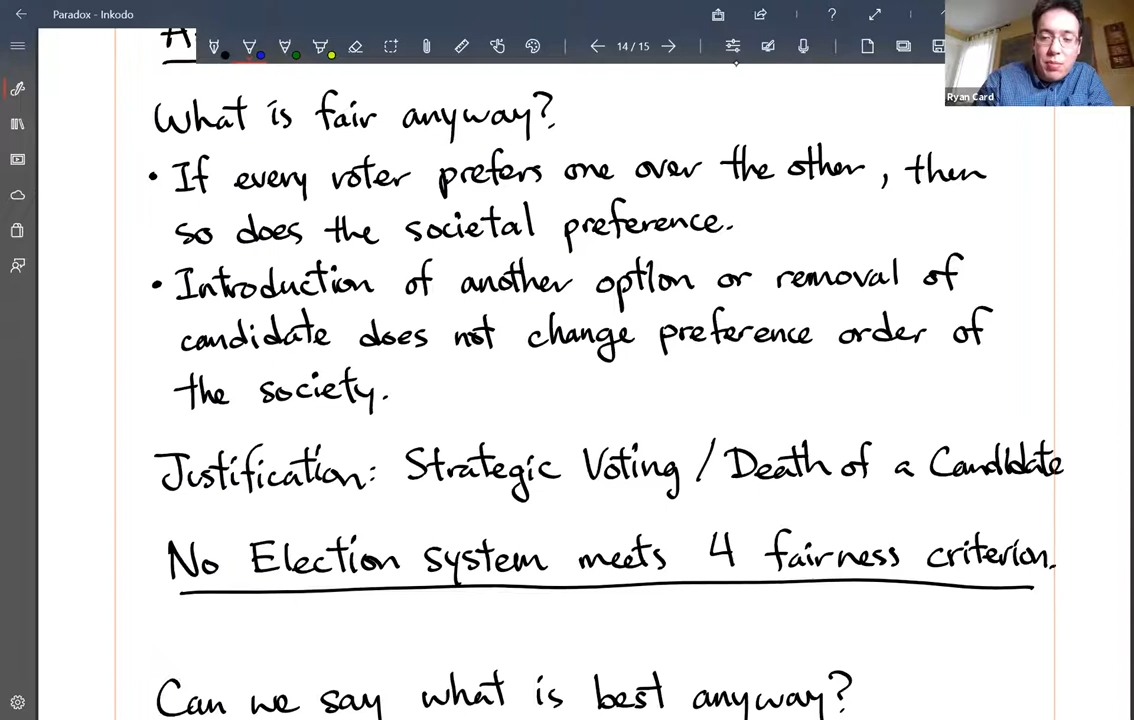 Paradox - Inkodo
14 / 15
Ryan Card
What is fair anyway?
• If every voter prefers one over the other, then
so does the societal preference.
• Introduction of another option or removal of
candidate does not change preference order of
the society.
Justification: Strategic Voting / Death of a Candidate
No Election system meets 4 fairness criterion.
Can we say what is best anyway?